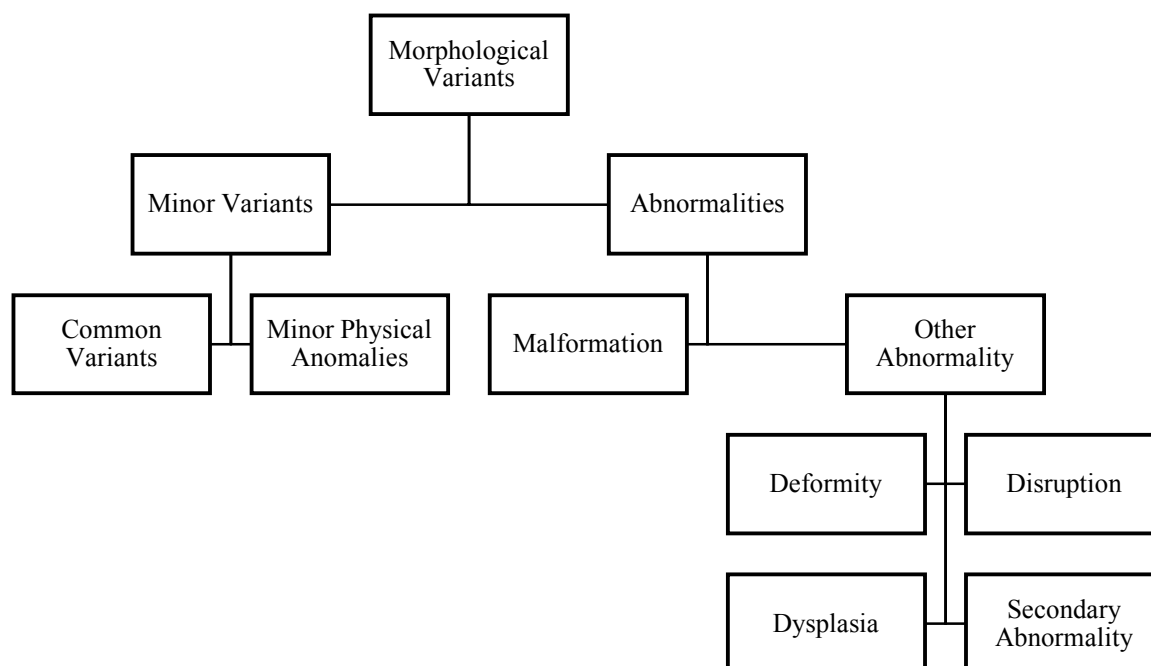 Morphological
Variants
Minor Variants
Abnormalities
Common
Variants
Minor Physical
Anomalies
Malformation
Other
Abnormality
Deformity
Disruption
Dysplasia
Secondary
Abnormality